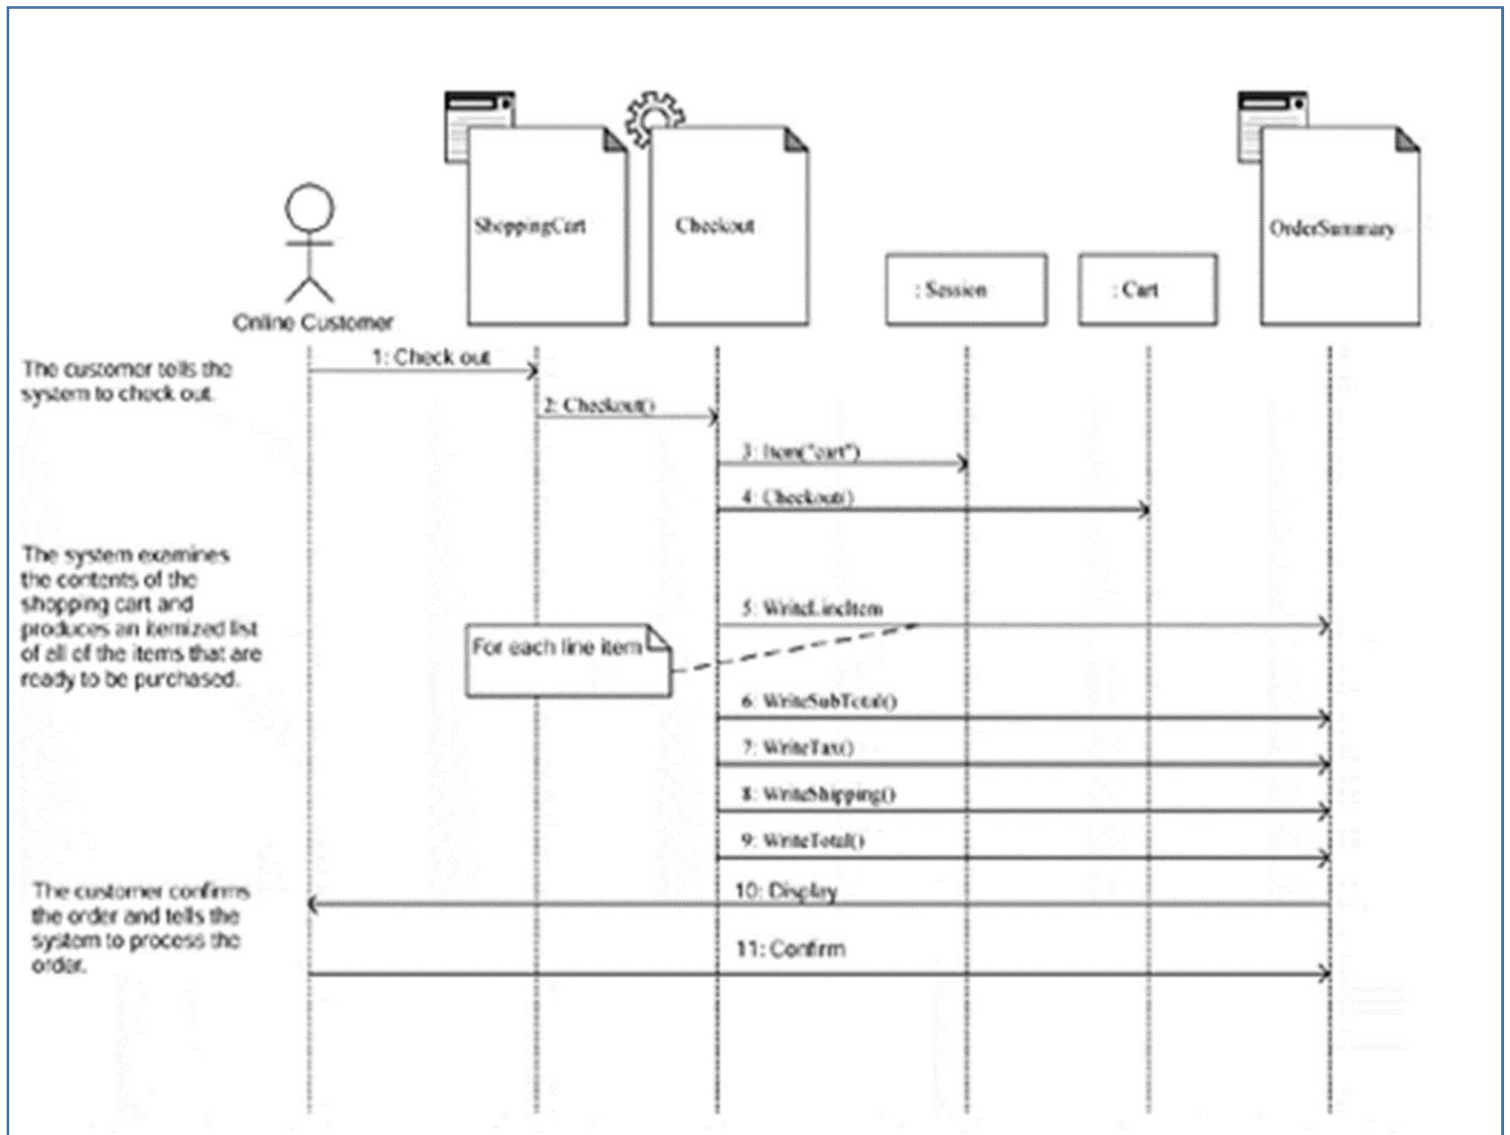 ShoppingCart
Checkout
OrderSummary
: Session
: Cart
Online Customer
The customer tells the
system to check out.
1: Check out
2: Checkout()
3: Item("cart")
4: Checkout()
The system examines
the contents of the
shopping cart and
produces an itemized list
of all of the items that are
ready to be purchased.
5: WriteLineItem
For each line item
6: WriteSubTotal()
7: WriteTax()
8: WriteShipping()
9: WriteTotal()
The customer confirms
the order and tells the
system to process the
order.
10: Display
11: Confirm